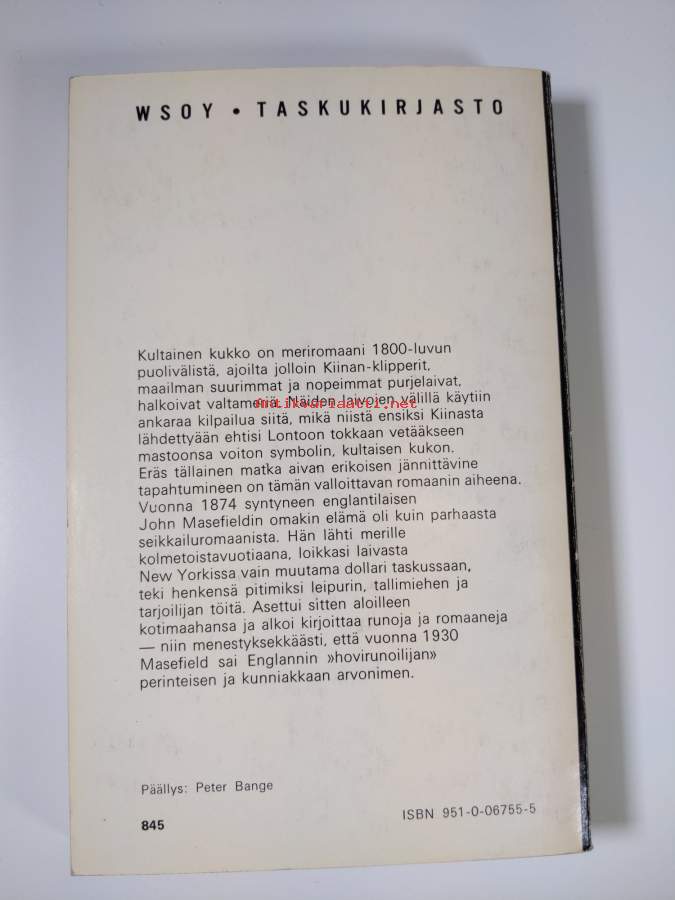 WSOY • TASKUKIRJASTO
Kultainen kukko on meriromaani 1800-luvun
puolivälistä, ajoilta jolloin Kiinan-klipperit,
maailman suurimmat ja nopeimmat purjelaivat,
halkoivat valtameriä. Näiden laivojen välillä käytiin
antikvariaatti.net
ankaraa kilpailua siitä, mikä niistä ensiksi Kiinasta
lähdettyään ehtisi Lontoon tokkaan vetääkseen
mastoonsa voiton symbolin, kultaisen kukon.
Eräs tällainen matka aivan erikoisen jännittävine
tapahtumineen on tämän valloittavan romaanin aiheena.
Vuonna 1874 syntyneen englantilaisen
John Masefieldin omakin elämä oli kuin parhaasta
seikkailuromaanista. Hän lähti merille
kolmetoistavuotiaana, loikkasi laivasta
New Yorkissa vain muutama dollari taskussaan,
teki henkensä pitimiksi leipurin, tallimiehen ja
tarjoilijan töitä. Asettui sitten aloilleen
kotimaahansa ja alkoi kirjoittaa runoja ja romaaneja
— niin menestyksekkäästi, että vuonna 1930
Masefield sai Englannin »hovirunoilijan»
perinteisen ja kunniakkaan arvonimen.
Päällys: Peter Bange
845
ISBN 951-0-06755-5